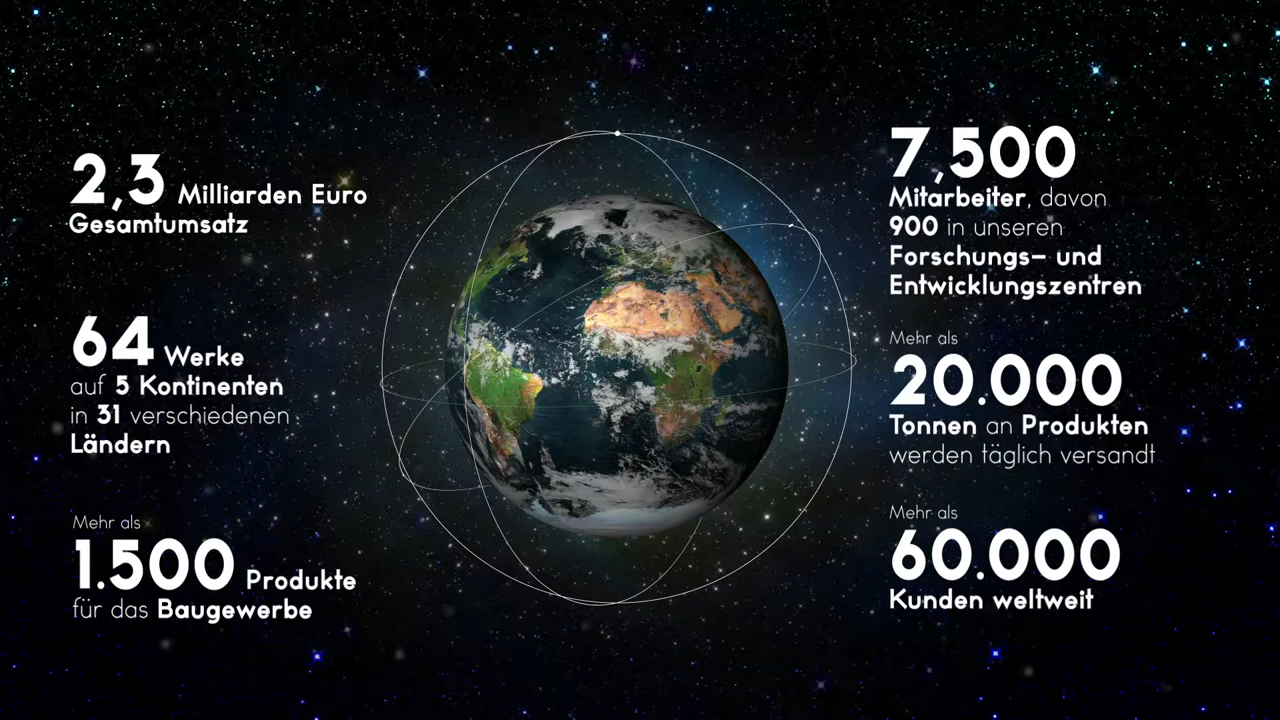 2,3 Milliarden Euro
Gesamtumsatz
64 Werke
auf 5 Kontinenten
in 31 verschiedenen
Ländern
Mehr als
1.500 Produkte
für das Baugewerbe
7,500
Mitarbeiter, davon
900 in unseren
Forschungs- und
Entwicklungszentren
Mehr als
20.000
Tonnen an Produkten
werden täglich versandt
Mehr als
60.000
Kunden weltweit